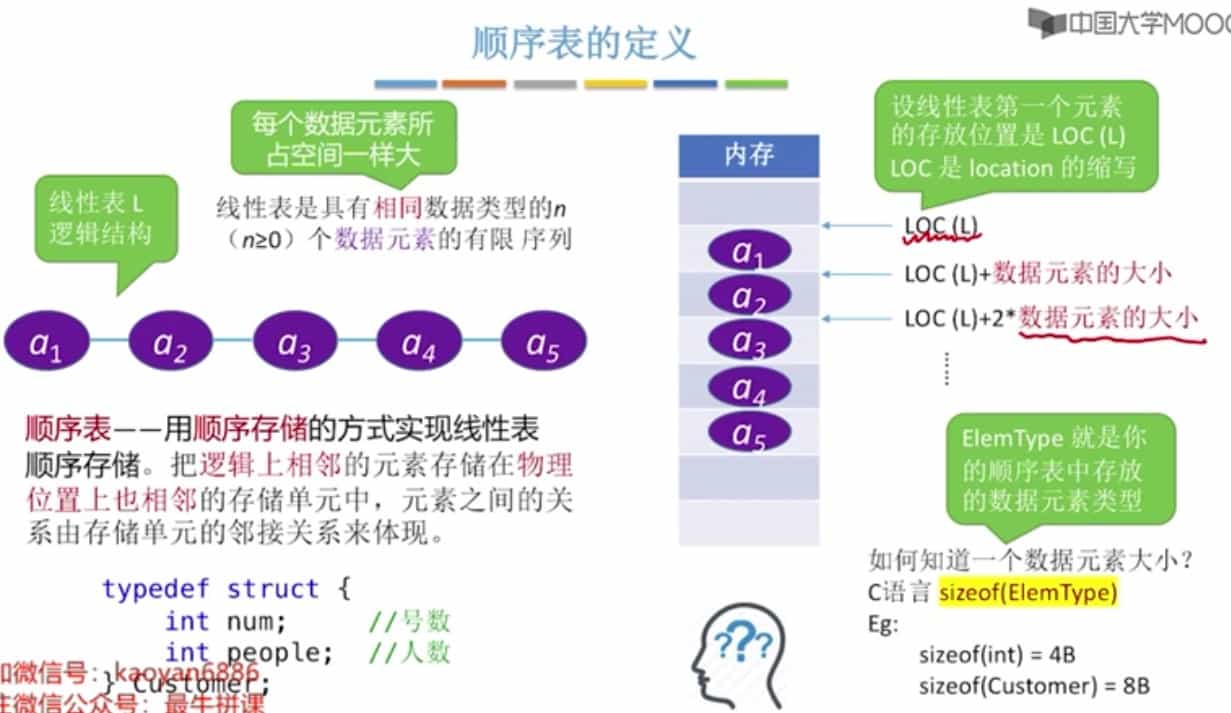 中国大学MOO
顺序表的定义
每个数据元素所
占空间一样大
线性表 L
逻辑结构
线性表是具有相同数据类型的n
（n≥0）个数据元素的有限 序列
a1 a2 a3 a4 a5
顺序表——用顺序存储的方式实现线性表
顺序存储。把逻辑上相邻的元素存储在物理
位置上也相邻的存储单元中，元素之间的关
系由存储单元的邻接关系来体现。
typedef struct {
int num; //号数
int people; //人数
} Customer;
加微信号：kaoyan6886
注微信公众号：最牛拼课
内存
a1
a2
a3
a4
a5
设线性表第一个元素
的存放位置是 LOC (L)
LOC 是 location 的缩写
LOC (L)
LOC (L)+数据元素的大小
LOC (L)+2*数据元素的大小
ElemType 就是你
的顺序表中存放
的数据元素类型
如何知道一个数据元素大小？
C语言 sizeof(ElemType)
Eg:
sizeof(int) = 4B
sizeof(Customer) = 8B
???